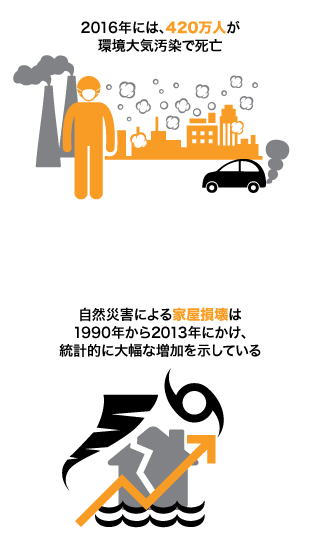 2016年には、420万人が
環境大気汚染で死亡
自然災害による家屋損壊は
1990年から2013年にかけ、
統計的に大幅な増加を示している